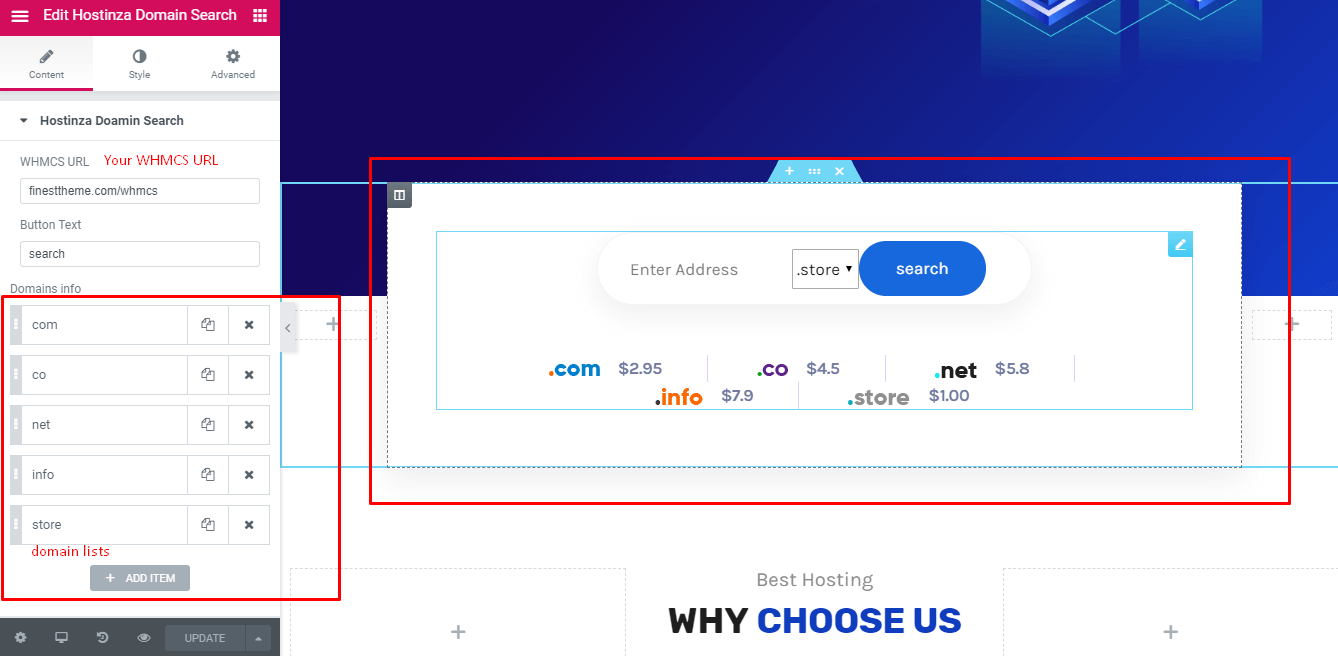 Edit Hostinza Domain Search
Content
Style
Advanced
Hostinza Doamin Search
WHMCS URL
Your WHMCS URL
finesttheme.com/whmcs
Button Text
search
Domains info
com
co
net
info
store
domain lists
ADD ITEM
UPDATE
Enter Address
.store
search
.com $2.95
.co $4.5
.net $5.8
.info $7.9
.store $1.00
Best Hosting
WHY CHOOSE US